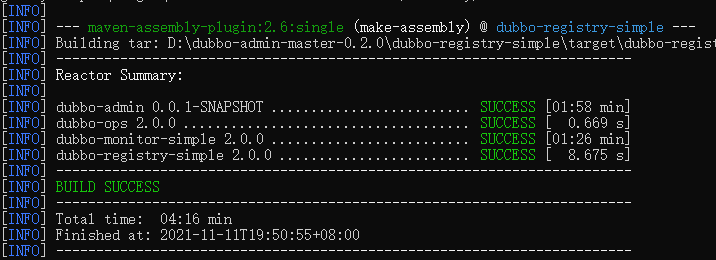 [INFO]
[INFO] --- maven-assembly-plugin:2.6:single (make-assembly) @ dubbo-registry-simple ---
[INFO] Building tar: D:\dubbo-admin-master-0.2.0\dubbo-registry-simple\target\dubbo-regist
[INFO] ------------------------------------------------------------------------
[INFO] Reactor Summary:
[INFO]
[INFO] dubbo-admin 0.0.1-SNAPSHOT ......................... SUCCESS [01:58 min]
[INFO] dubbo-ops 2.0.0 .................................... SUCCESS [  0.669 s]
[INFO] dubbo-monitor-simple 2.0.0 ......................... SUCCESS [01:26 min]
[INFO] dubbo-registry-simple 2.0.0 ........................ SUCCESS [  8.675 s]
[INFO] ------------------------------------------------------------------------
[INFO] BUILD SUCCESS
[INFO] ------------------------------------------------------------------------
[INFO] Total time:  04:16 min
[INFO] Finished at: 2021-11-11T19:50:55+08:00
[INFO] ------------------------------------------------------------------------